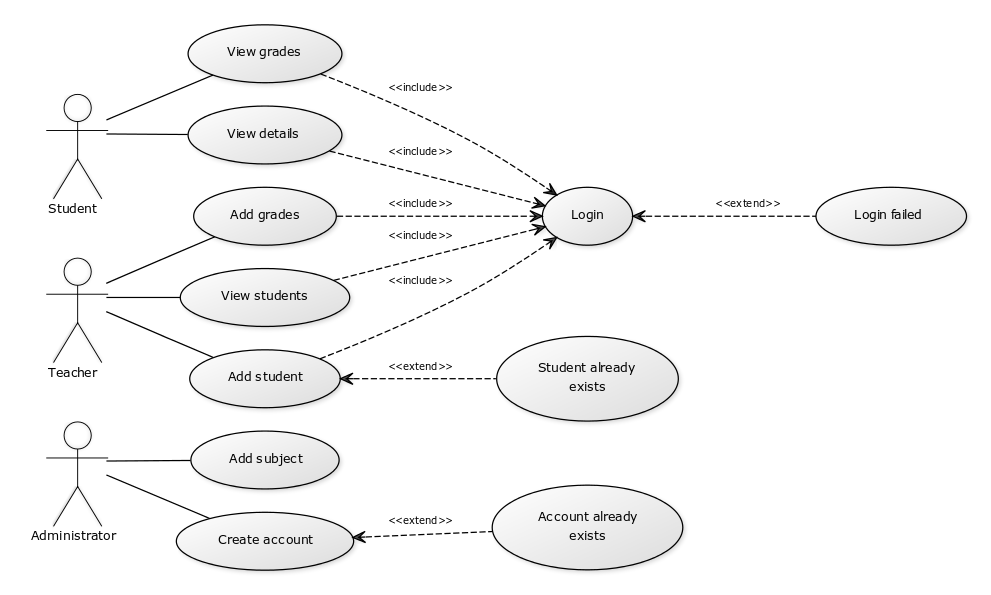 View grades
<<include>>
View details
<<include>>
Student
Add grades
<<include>>
Login
<<extend>>
Login failed
<<include>>
View students
<<include>>
Teacher
Add student
<<extend>>
Student already
exists
Add subject
Administrator
Create account
<<extend>>
Account already
exists